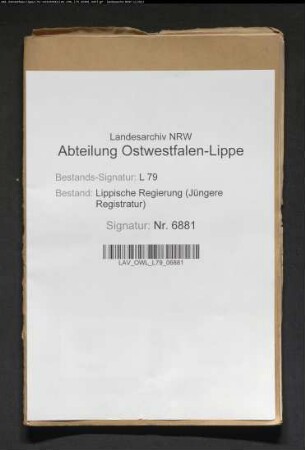 Landesarchiv NRW
Abteilung Ostwestfalen-Lippe
Bestands-Signatur: L 79
Bestand: Lippische Regierung (Jüngere
Registratur)
Signatur: Nr. 6881
LAV_OWL_L79_06881